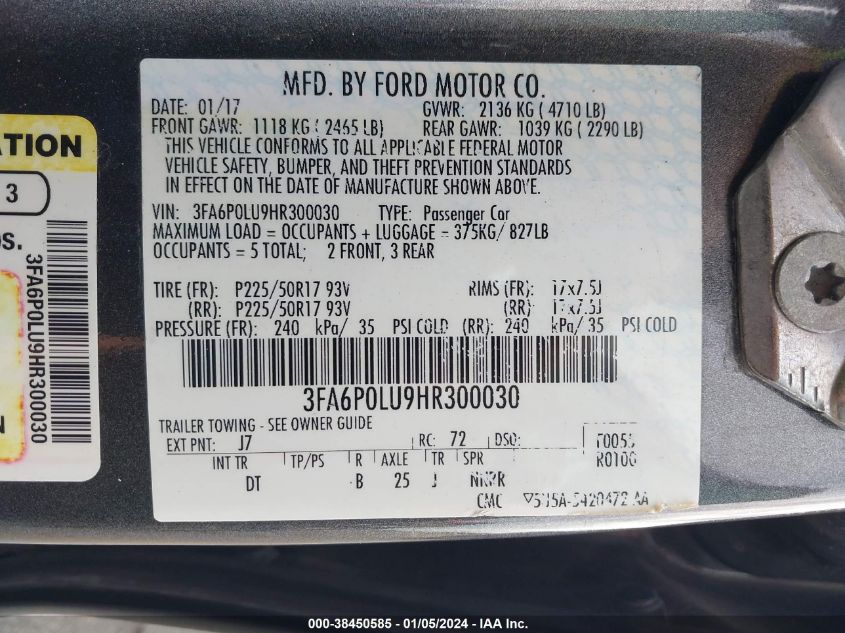 MFD. BY FORD MOTOR CO.
DATE: 01/17 GVWR: 2136 KG ( 4710 LB)
FRONT GAWR: 1118 KG ( 2465 LB) REAR GAWR: 1039 KG ( 2290 LB)
THIS VEHICLE CONFORMS TO ALL APPLICABLE FEDERAL MOTOR
VEHICLE SAFETY, BUMPER, AND THEFT PREVENTION STANDARDS
IN EFFECT ON THE DATE OF MANUFACTURE SHOWN ABOVE.
VIN: 3FA6P0LU9HR300030 TYPE: Passenger Car
MAXIMUM LOAD = OCCUPANTS + LUGGAGE = 375KG/ 827LB
OCCUPANTS = 5 TOTAL; 2 FRONT, 3 REAR
TIRE (FR): P225/50R17 93V RIMS (FR): 17x7.5J
(RR): P225/50R17 93V (RR) 17x7.5J
PRESSURE (FR): 240 kPa/ 35 PSI COLD (RR): 240 kPa/ 35 PSI COLD
3FA6P0LU9HR300030
TRAILER TOWING - SEE OWNER GUIDE
EXT PNT: J7 RC: 72 DSO:
INT TR TP/PS R AXLE TR SPR R0100
DT B 25 J
CMC
ATION
3
OS.
3FA6P0LU9HR300030
N
000-38450585 - 01/05/2024 - IAA Inc.